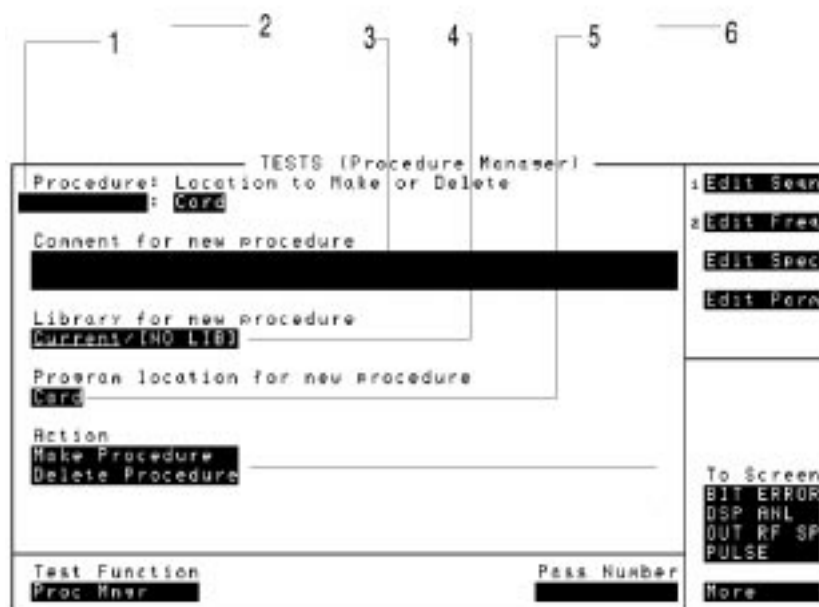 1 2 3 4 5 6
TESTS (Procedure Manager)
Procedure: Location to Make or Delete
: Card
Comment for new procedure
Library for new procedure
Current/[NO LIB]
Program location for new procedure
Card
Action
Make Procedure
Delete Procedure
Test Function
Proc Mngr
Pass Number
1 Edit Seqn
2 Edit Freq
Edit Spec
Edit Parm
To Screen
BIT ERROR
DSP ANL
OUT RF SP
PULSE
More